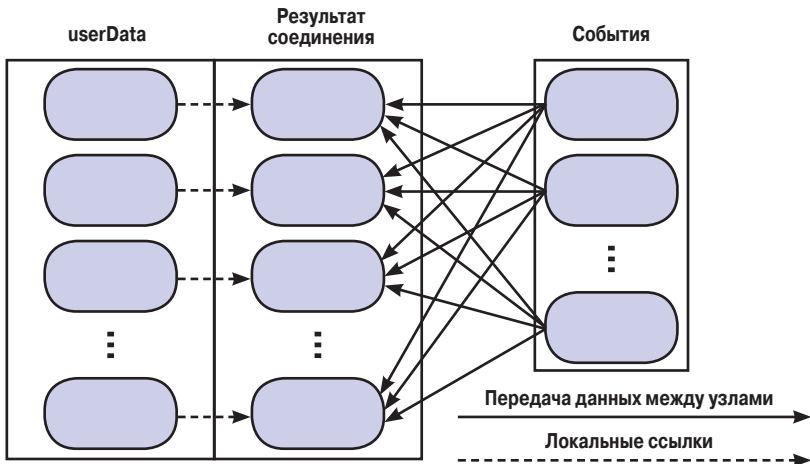 userData
Результат
соединения
События
Передача данных между узлами
Локальные ссылки